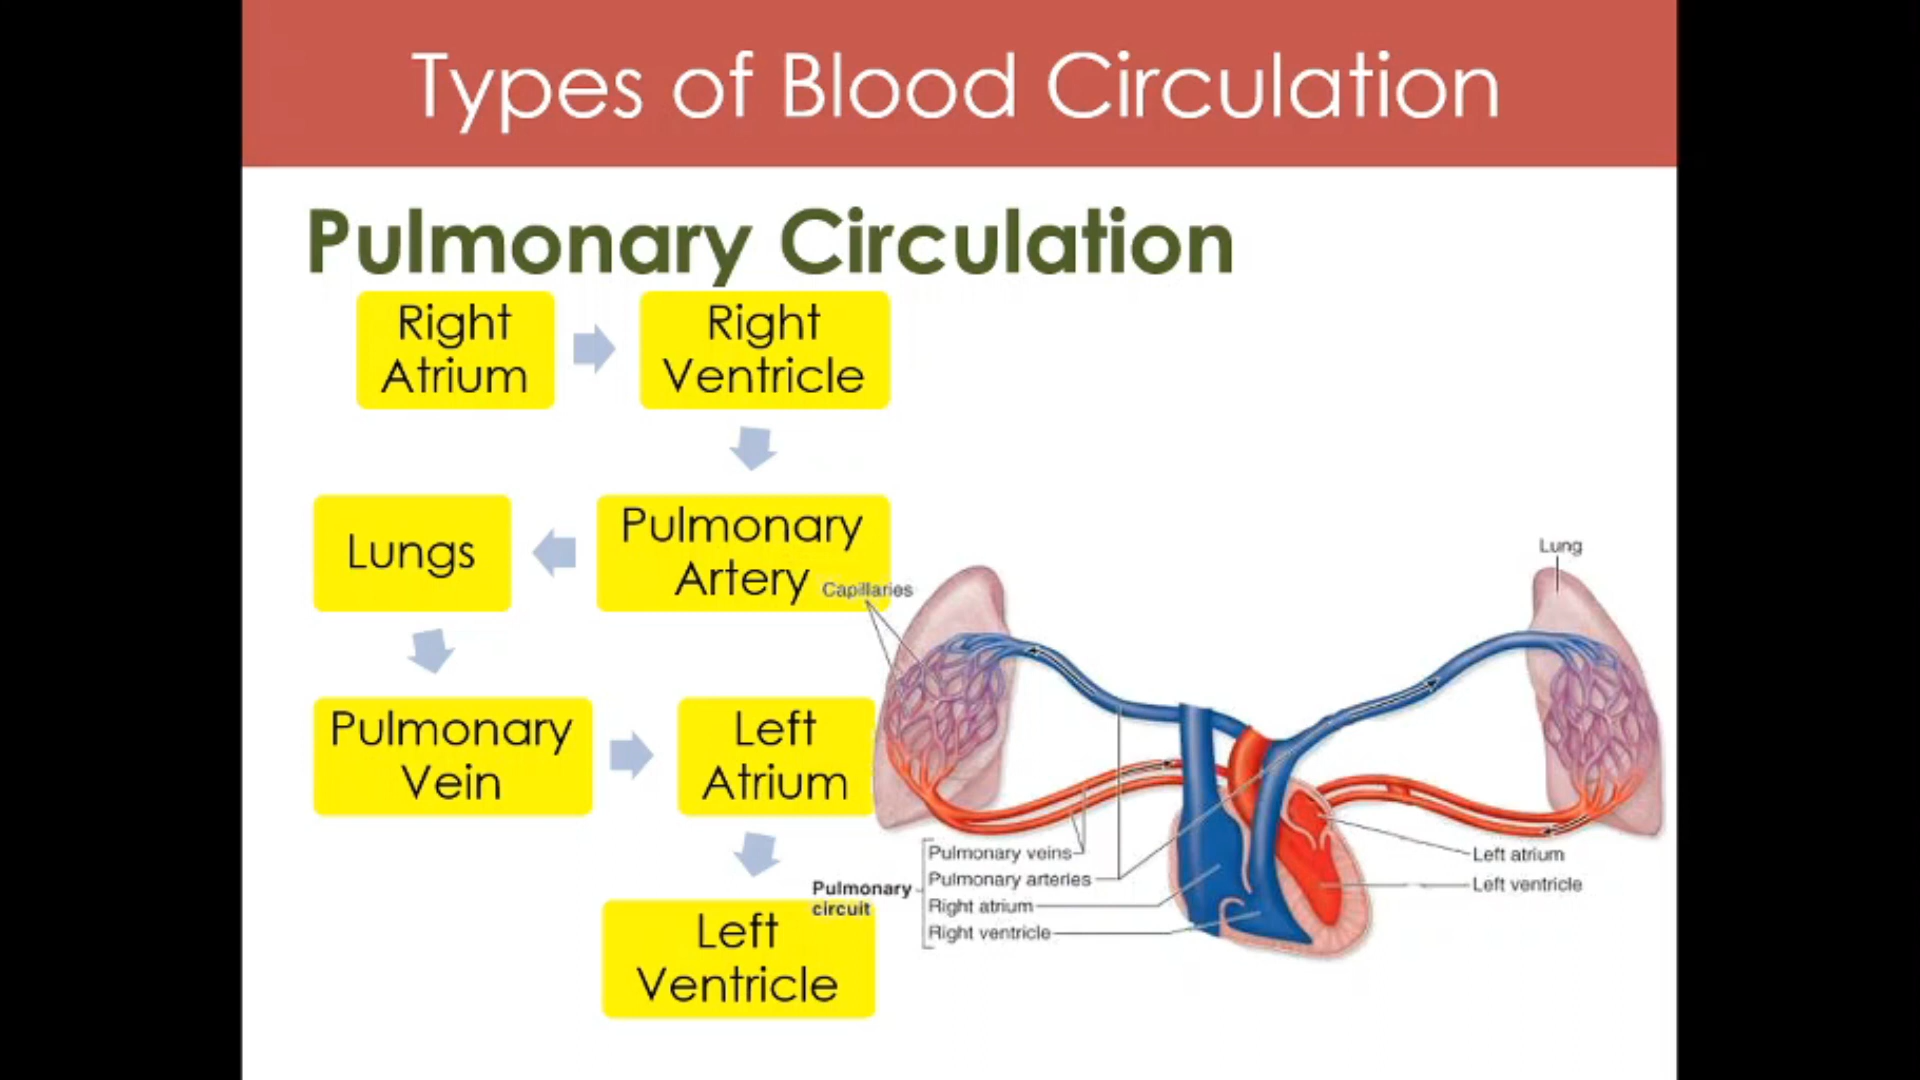 Types of Blood Circulation
Pulmonary Circulation
Right
Atrium
Right
Ventricle
Lungs
Pulmonary
Artery
Pulmonary
Vein
Left
Atrium
Left
Ventricle
Capillaries
Lung
Pulmonary
circuit
Pulmonary veins
Pulmonary arteries
Right atrium
Right ventricle
Left atrium
Left ventricle